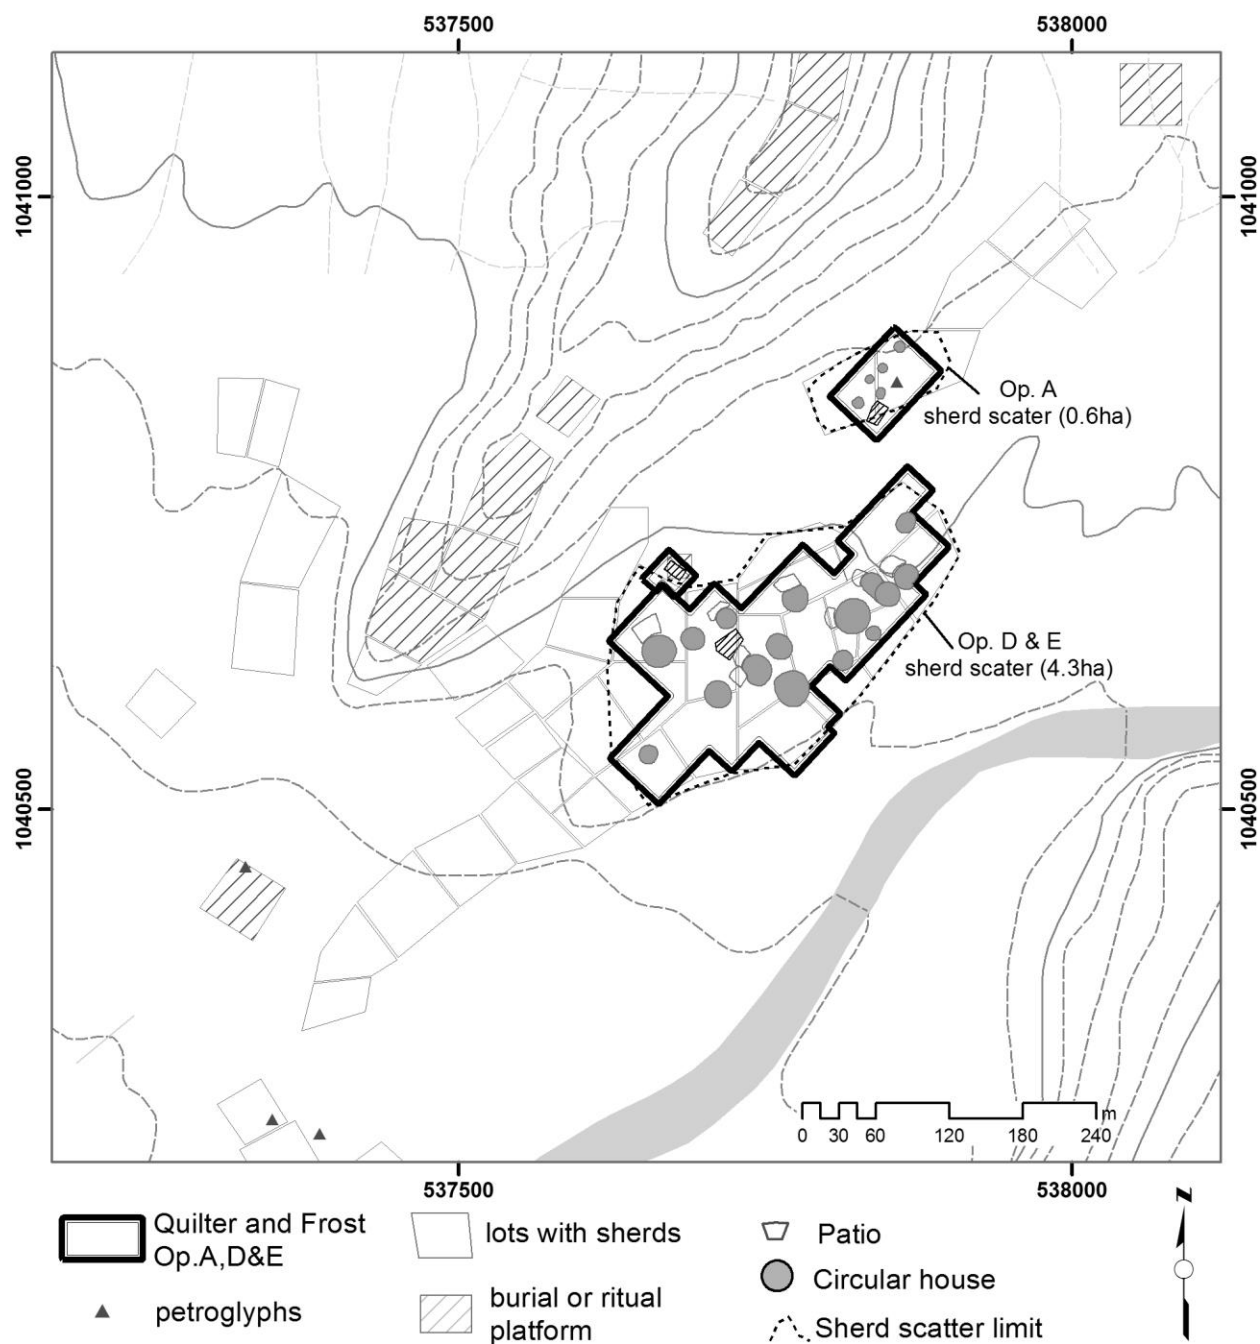 537500
538000
1041000
1041000
Op. A
sherd scater (0.6ha)
Op. D & E
sherd scater (4.3ha)
1040500
1040500
m
0 30 60 120 180 240
537500
538000
Quilter and Frost
Op.A,D&E
lots with sherds
Patio
Circular house
petroglyphs
burial or ritual
platform
Sherd scatter limit
N